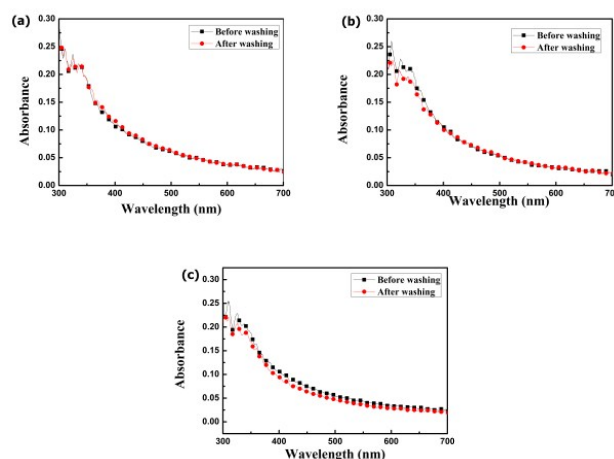 (a)
Before washing
After washing
0.30
0.25
0.20
0.15
0.10
0.05
0.00
Absorbance
300 400 500 600 700
Wavelength (nm)
(b)
Before washing
After washing
0.30
0.25
0.20
0.15
0.10
0.05
0.00
Absorbance
300 400 500 600 700
Wavelength (nm)
(c)
Before washing
After washing
0.30
0.25
0.20
0.15
0.10
0.05
0.00
Absorbance
300 400 500 600 700
Wavelength (nm)